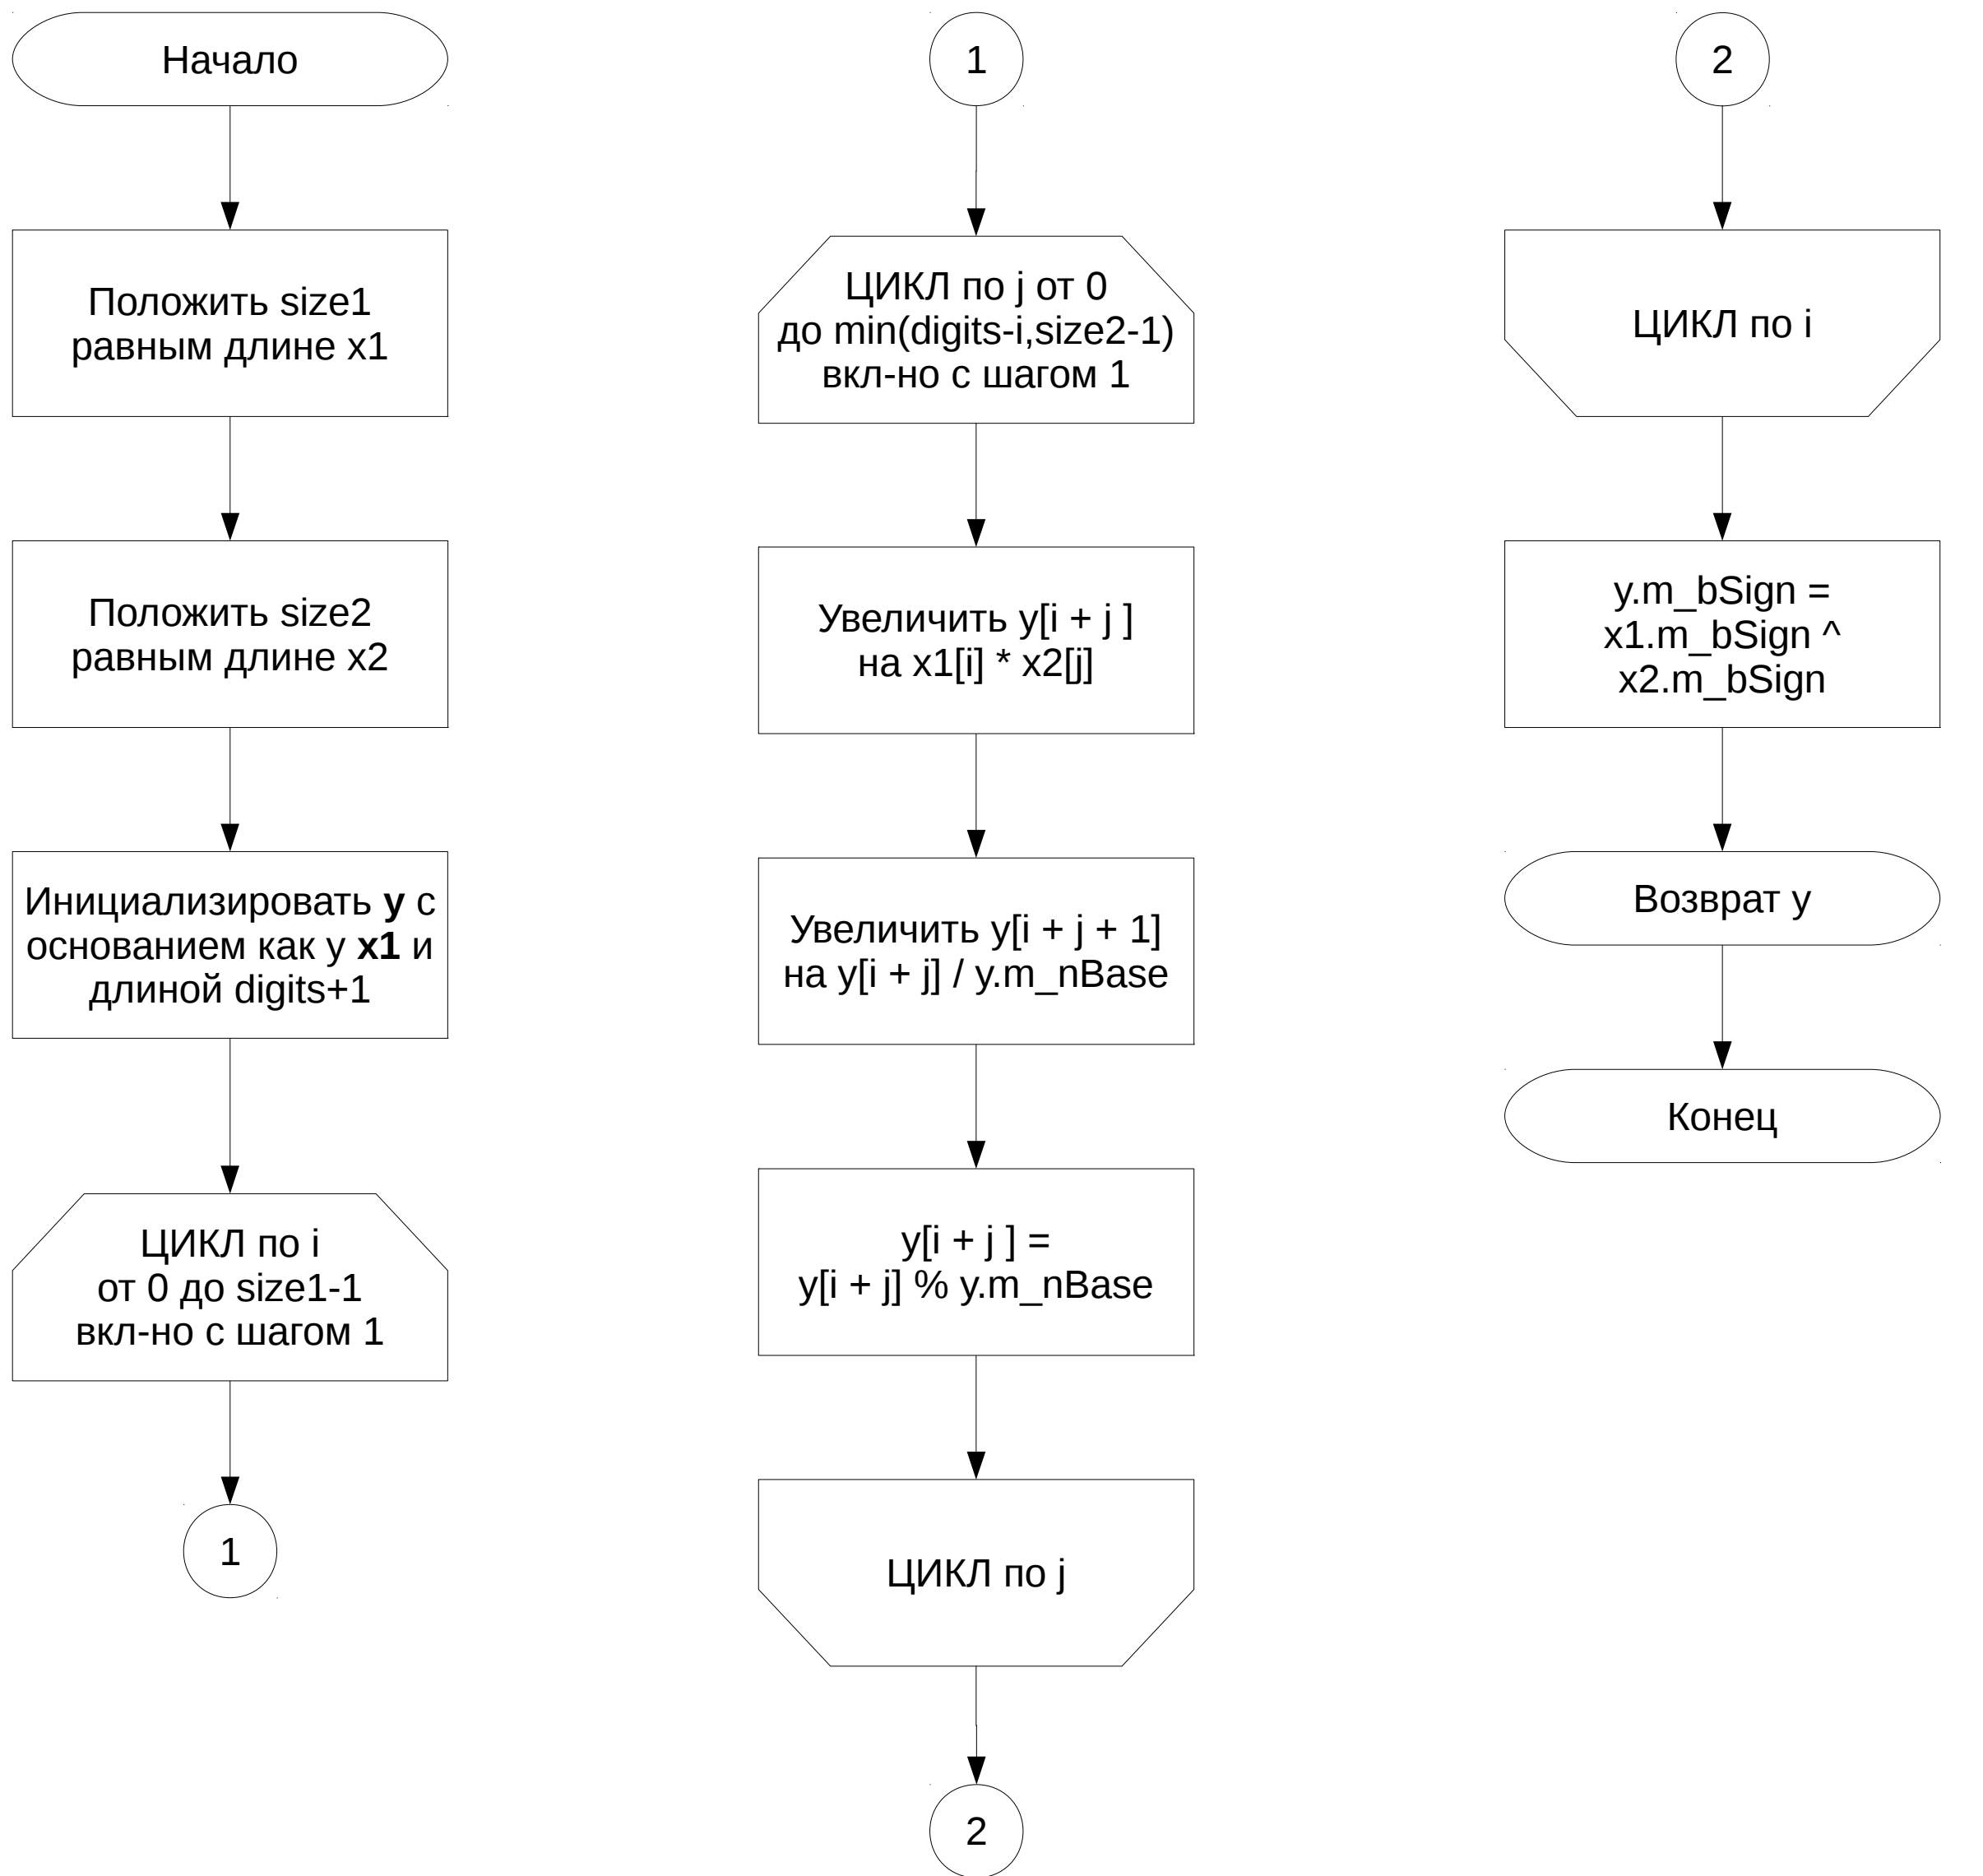 Начало
Положить size1
равным длине x1
Положить size2
равным длине x2
Инициализировать y с
основанием как у x1 и
длиной digits+1
ЦИКЛ по i
от 0 до size1-1
вкл-но с шагом 1
1
1
ЦИКЛ по j от 0
до min(digits-i,size2-1)
вкл-но с шагом 1
Увеличить y[i + j ]
на x1[i] * x2[j]
Увеличить y[i + j + 1]
на y[i + j] / y.m_nBase
y[i + j ] =
y[i + j] % y.m_nBase
ЦИКЛ по j
2
2
ЦИКЛ по i
y.m_bSign =
x1.m_bSign ^
x2.m_bSign
Возврат y
Конец